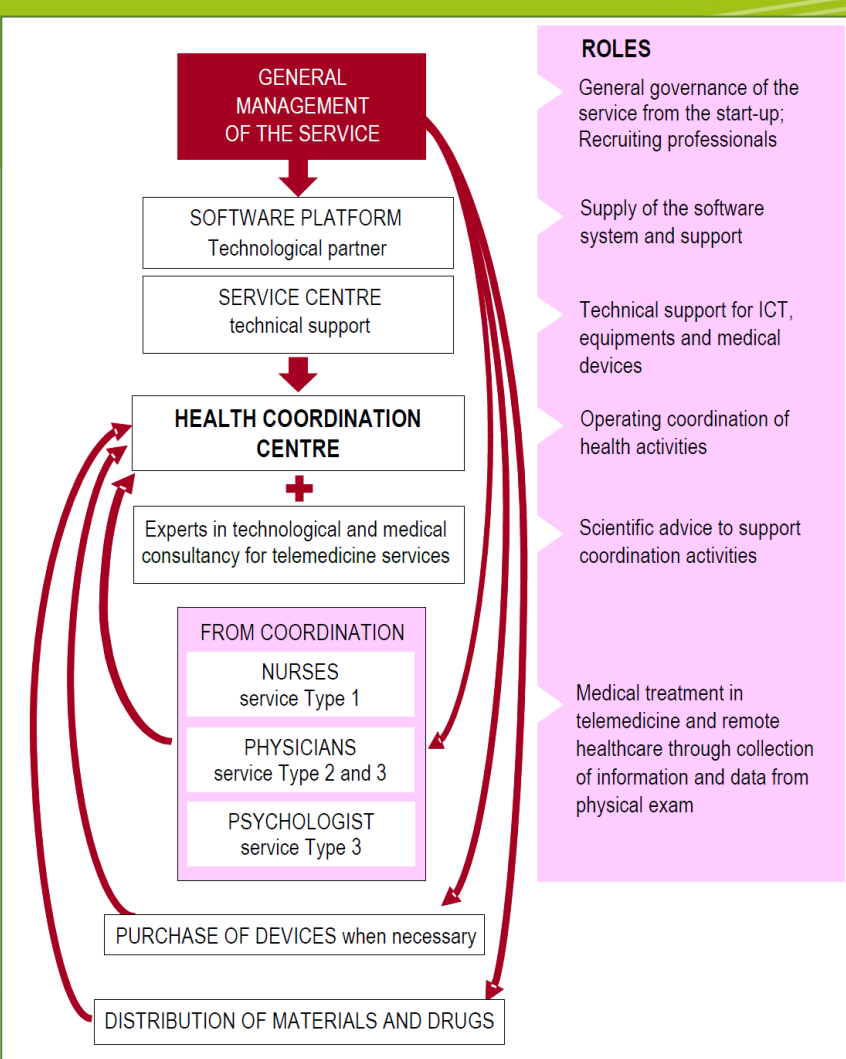 GENERAL
MANAGEMENT
OF THE SERVICE
SOFTWARE PLATFORM
Technological partner
SERVICE CENTRE
technical support
HEALTH COORDINATION
CENTRE
Experts in technological and medical
consultancy for telemedicine services
FROM COORDINATION
NURSES
service Type 1
PHYSICIANS
service Type 2 and 3
PSYCHOLOGIST
service Type 3
PURCHASE OF DEVICES when necessary
DISTRIBUTION OF MATERIALS AND DRUGS
ROLES
General governance of the
service from the start-up;
Recruiting professionals
Supply of the software
system and support
Technical support for ICT,
equipments and medical
devices
Operating coordination of
health activities
Scientific advice to support
coordination activities
Medical treatment in
telemedicine and remote
healthcare through collection
of information and data from
physical exam